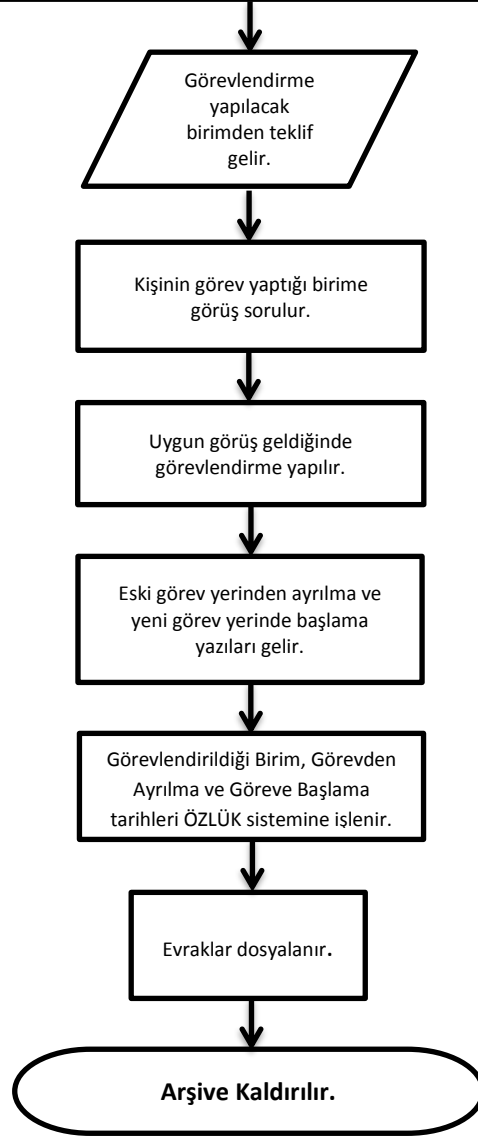 Görevlendirme
yapılacak
birimden teklif
gelir.
Kişinin görev yaptığı birime
görüş sorulur.
Uygun görüş geldiğinde
görevlendirme yapılır.
Eski görev yerinden ayrılma ve
yeni görev yerinde başlama
yazıları gelir.
Görevlendirildiği Birim, Görevden
Ayrılma ve Göreve Başlama
tarihleri ÖZLÜK sistemine işlenir.
Evraklar dosyalanır.
Arşive Kaldırılır.